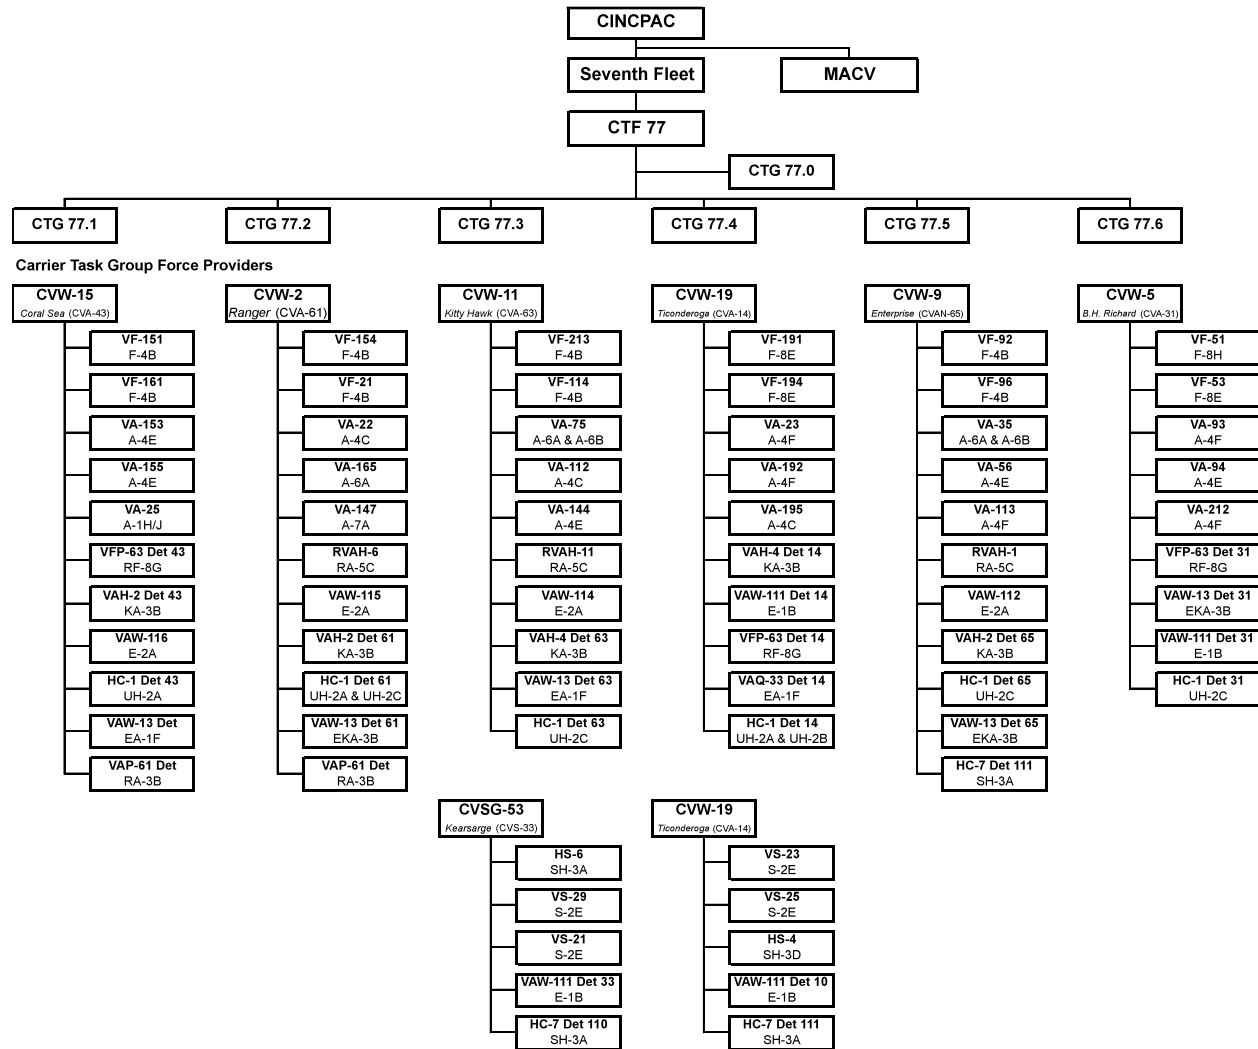 CINCPAC
Seventh Fleet
MACV
CTF 77
CTG 77.0
CTG 77.1
CTG 77.2
CTG 77.3
CTG 77.4
CTG 77.5
CTG 77.6
Carrier Task Group Force Providers
CVW-15
Coral Sea (CVA-43)
VF-151
F-4B
VF-161
F-4B
VA-153
A-4E
VA-155
A-4E
VA-25
A-1H/J
VFP-63 Det 43
RF-8G
VAH-2 Det 43
KA-3B
VAW-116
E-2A
HC-1 Det 43
UH-2A
VAW-13 Det
EA-1F
VAP-61 Det
RA-3B
CVW-2
Ranger (CVA-61)
VF-154
F-4B
VF-21
F-4B
VA-22
A-4C
VA-165
A-6A
VA-147
A-7A
RVAH-6
RA-5C
VAW-115
E-2A
VAH-2 Det 61
KA-3B
HC-1 Det 61
UH-2A & UH-2C
VAW-13 Det 61
EKA-3B
VAP-61 Det
RA-3B
CVW-11
Kitty Hawk (CVA-63)
VF-213
F-4B
VF-114
F-4B
VA-75
A-6A & A-6B
VA-112
A-4C
VA-144
A-4E
RVAH-11
RA-5C
VAW-114
E-2A
VAH-4 Det 63
KA-3B
VAW-13 Det 63
EA-1F
HC-1 Det 63
UH-2C
CVW-19
Ticonderoga (CVA-14)
VF-191
F-8E
VF-194
F-8E
VA-23
A-4F
VA-192
A-4F
VA-195
A-4C
VAH-4 Det 14
KA-3B
VAW-111 Det 14
E-1B
VFP-63 Det 14
RF-8G
VAQ-33 Det 14
EA-1F
HC-1 Det 14
UH-2A & UH-2B
CVW-9
Enterprise (CVAN-65)
VF-92
F-4B
VF-96
F-4B
VA-35
A-6A & A-6B
VA-56
A-4E
VA-113
A-4F
RVAH-1
RA-5C
VAW-112
E-2A
VAH-2 Det 65
KA-3B
HC-1 Det 65
UH-2C
VAW-13 Det 65
EKA-3B
HC-7 Det 111
SH-3A
CVW-5
B.H. Richard (CVA-31)
VF-51
F-8H
VF-53
F-8E
VA-93
A-4F
VA-94
A-4E
VA-212
A-4F
VFP-63 Det 31
RF-8G
VAW-13 Det 31
EKA-3B
VAW-111 Det 31
E-1B
HC-1 Det 31
UH-2C
CVSG-53
Kearsarge (CVS-33)
HS-6
SH-3A
VS-29
S-2E
VS-21
S-2E
VAW-111 Det 33
E-1B
HC-7 Det 110
SH-3A
CVW-19
Ticonderoga (CVA-14)
VS-23
S-2E
VS-25
S-2E
HS-4
SH-3D
VAW-111 Det 10
E-1B
HC-7 Det 111
SH-3A